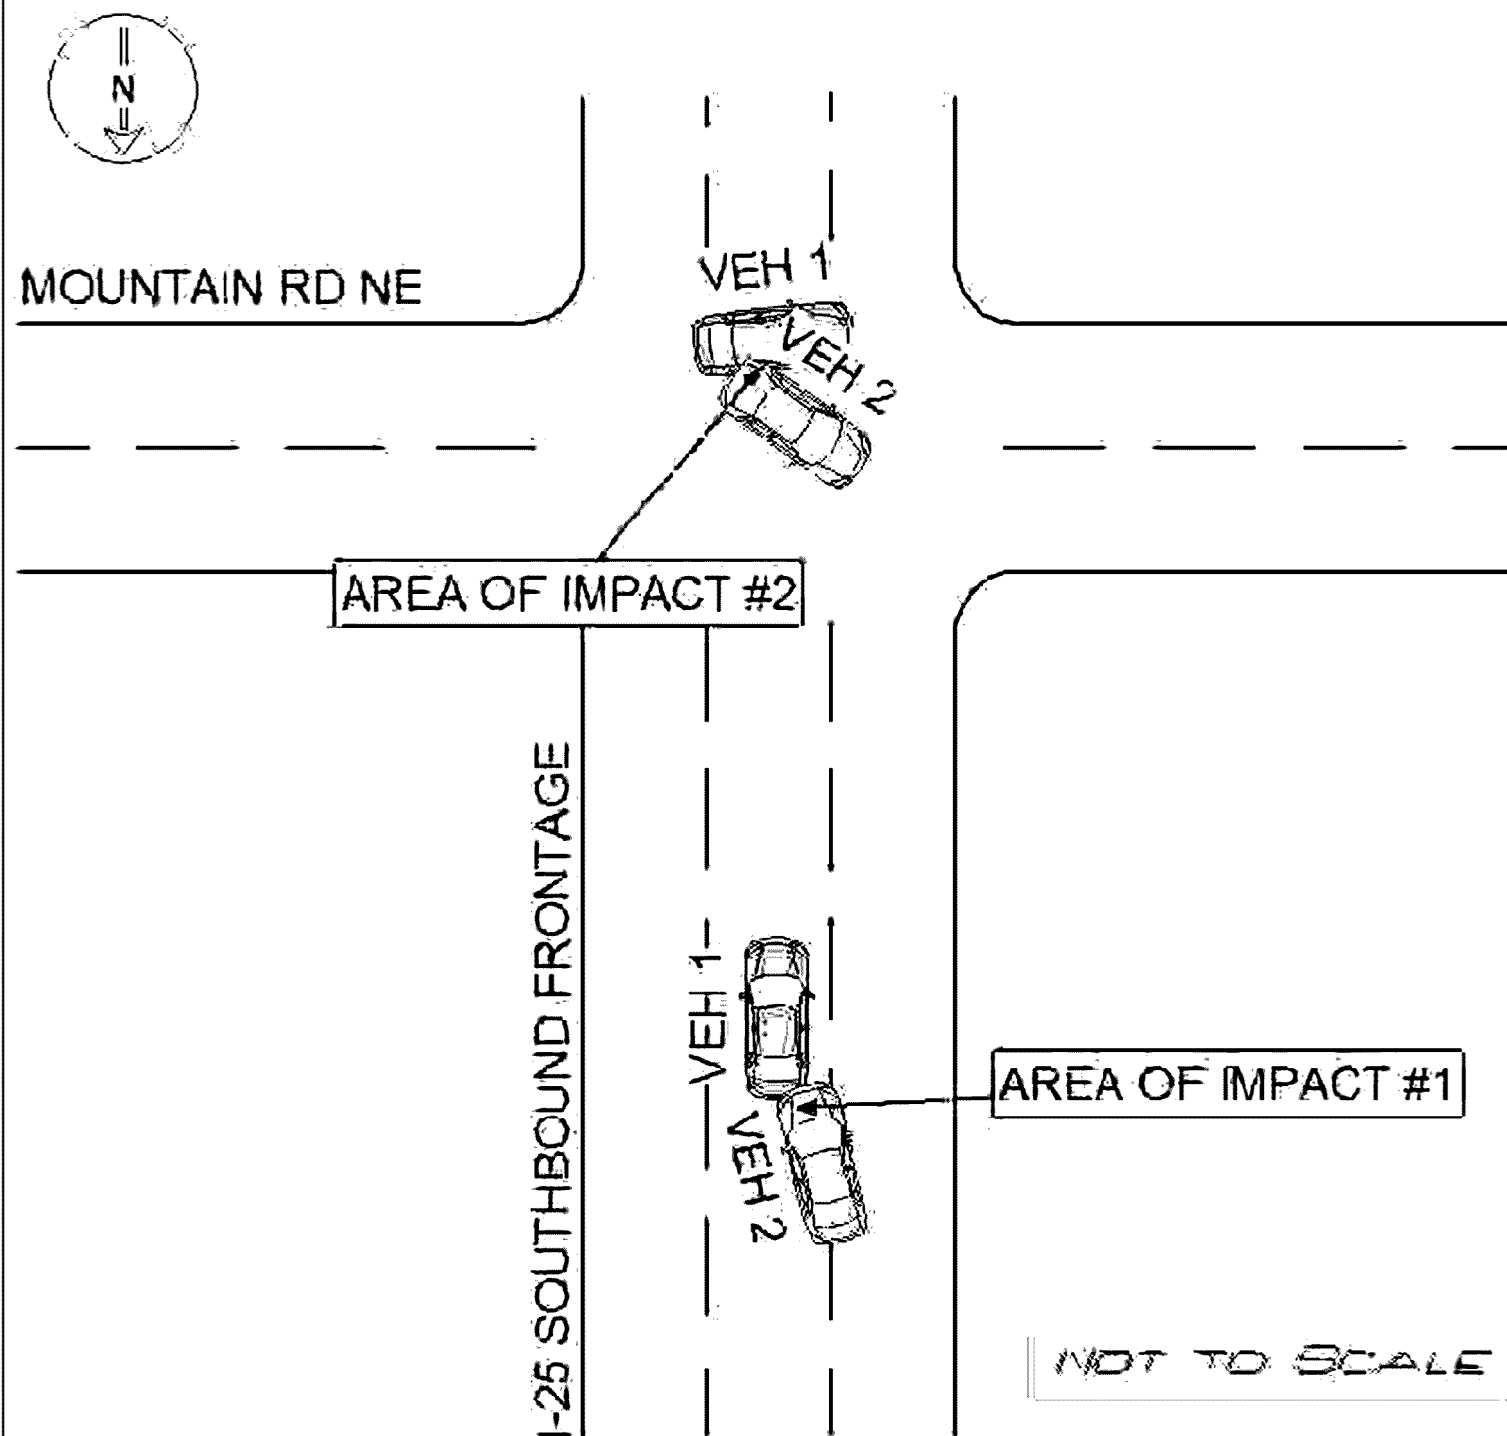 N
MOUNTAIN RD NE
VEH 1
VEH 2
AREA OF IMPACT #2
I-25 SOUTHBOUND FRONTAGE
VEH 1
VEH 2
AREA OF IMPACT #1
NOT TO SCALE